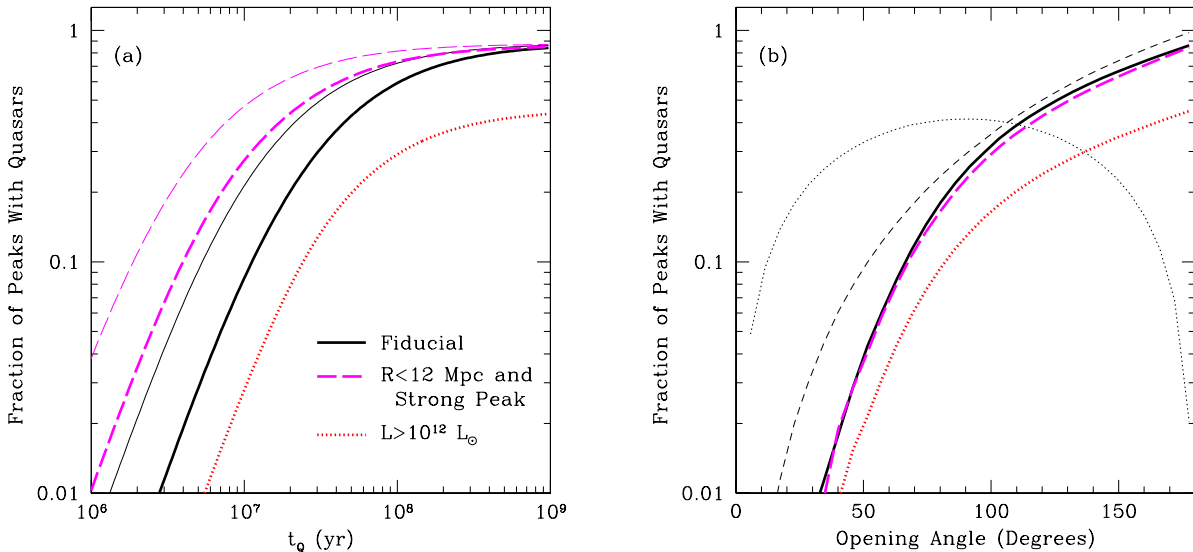 (a)
Fraction of Peaks With Quasars
1
0.1
0.01
10⁶
10⁷
10⁸
10⁹
t_Q (yr)
Fiducial
R<12 Mpc and
Strong Peak
L>10¹² L_⊙
(b)
Fraction of Peaks With Quasars
1
0.1
0.01
0
50
100
150
Opening Angle (Degrees)